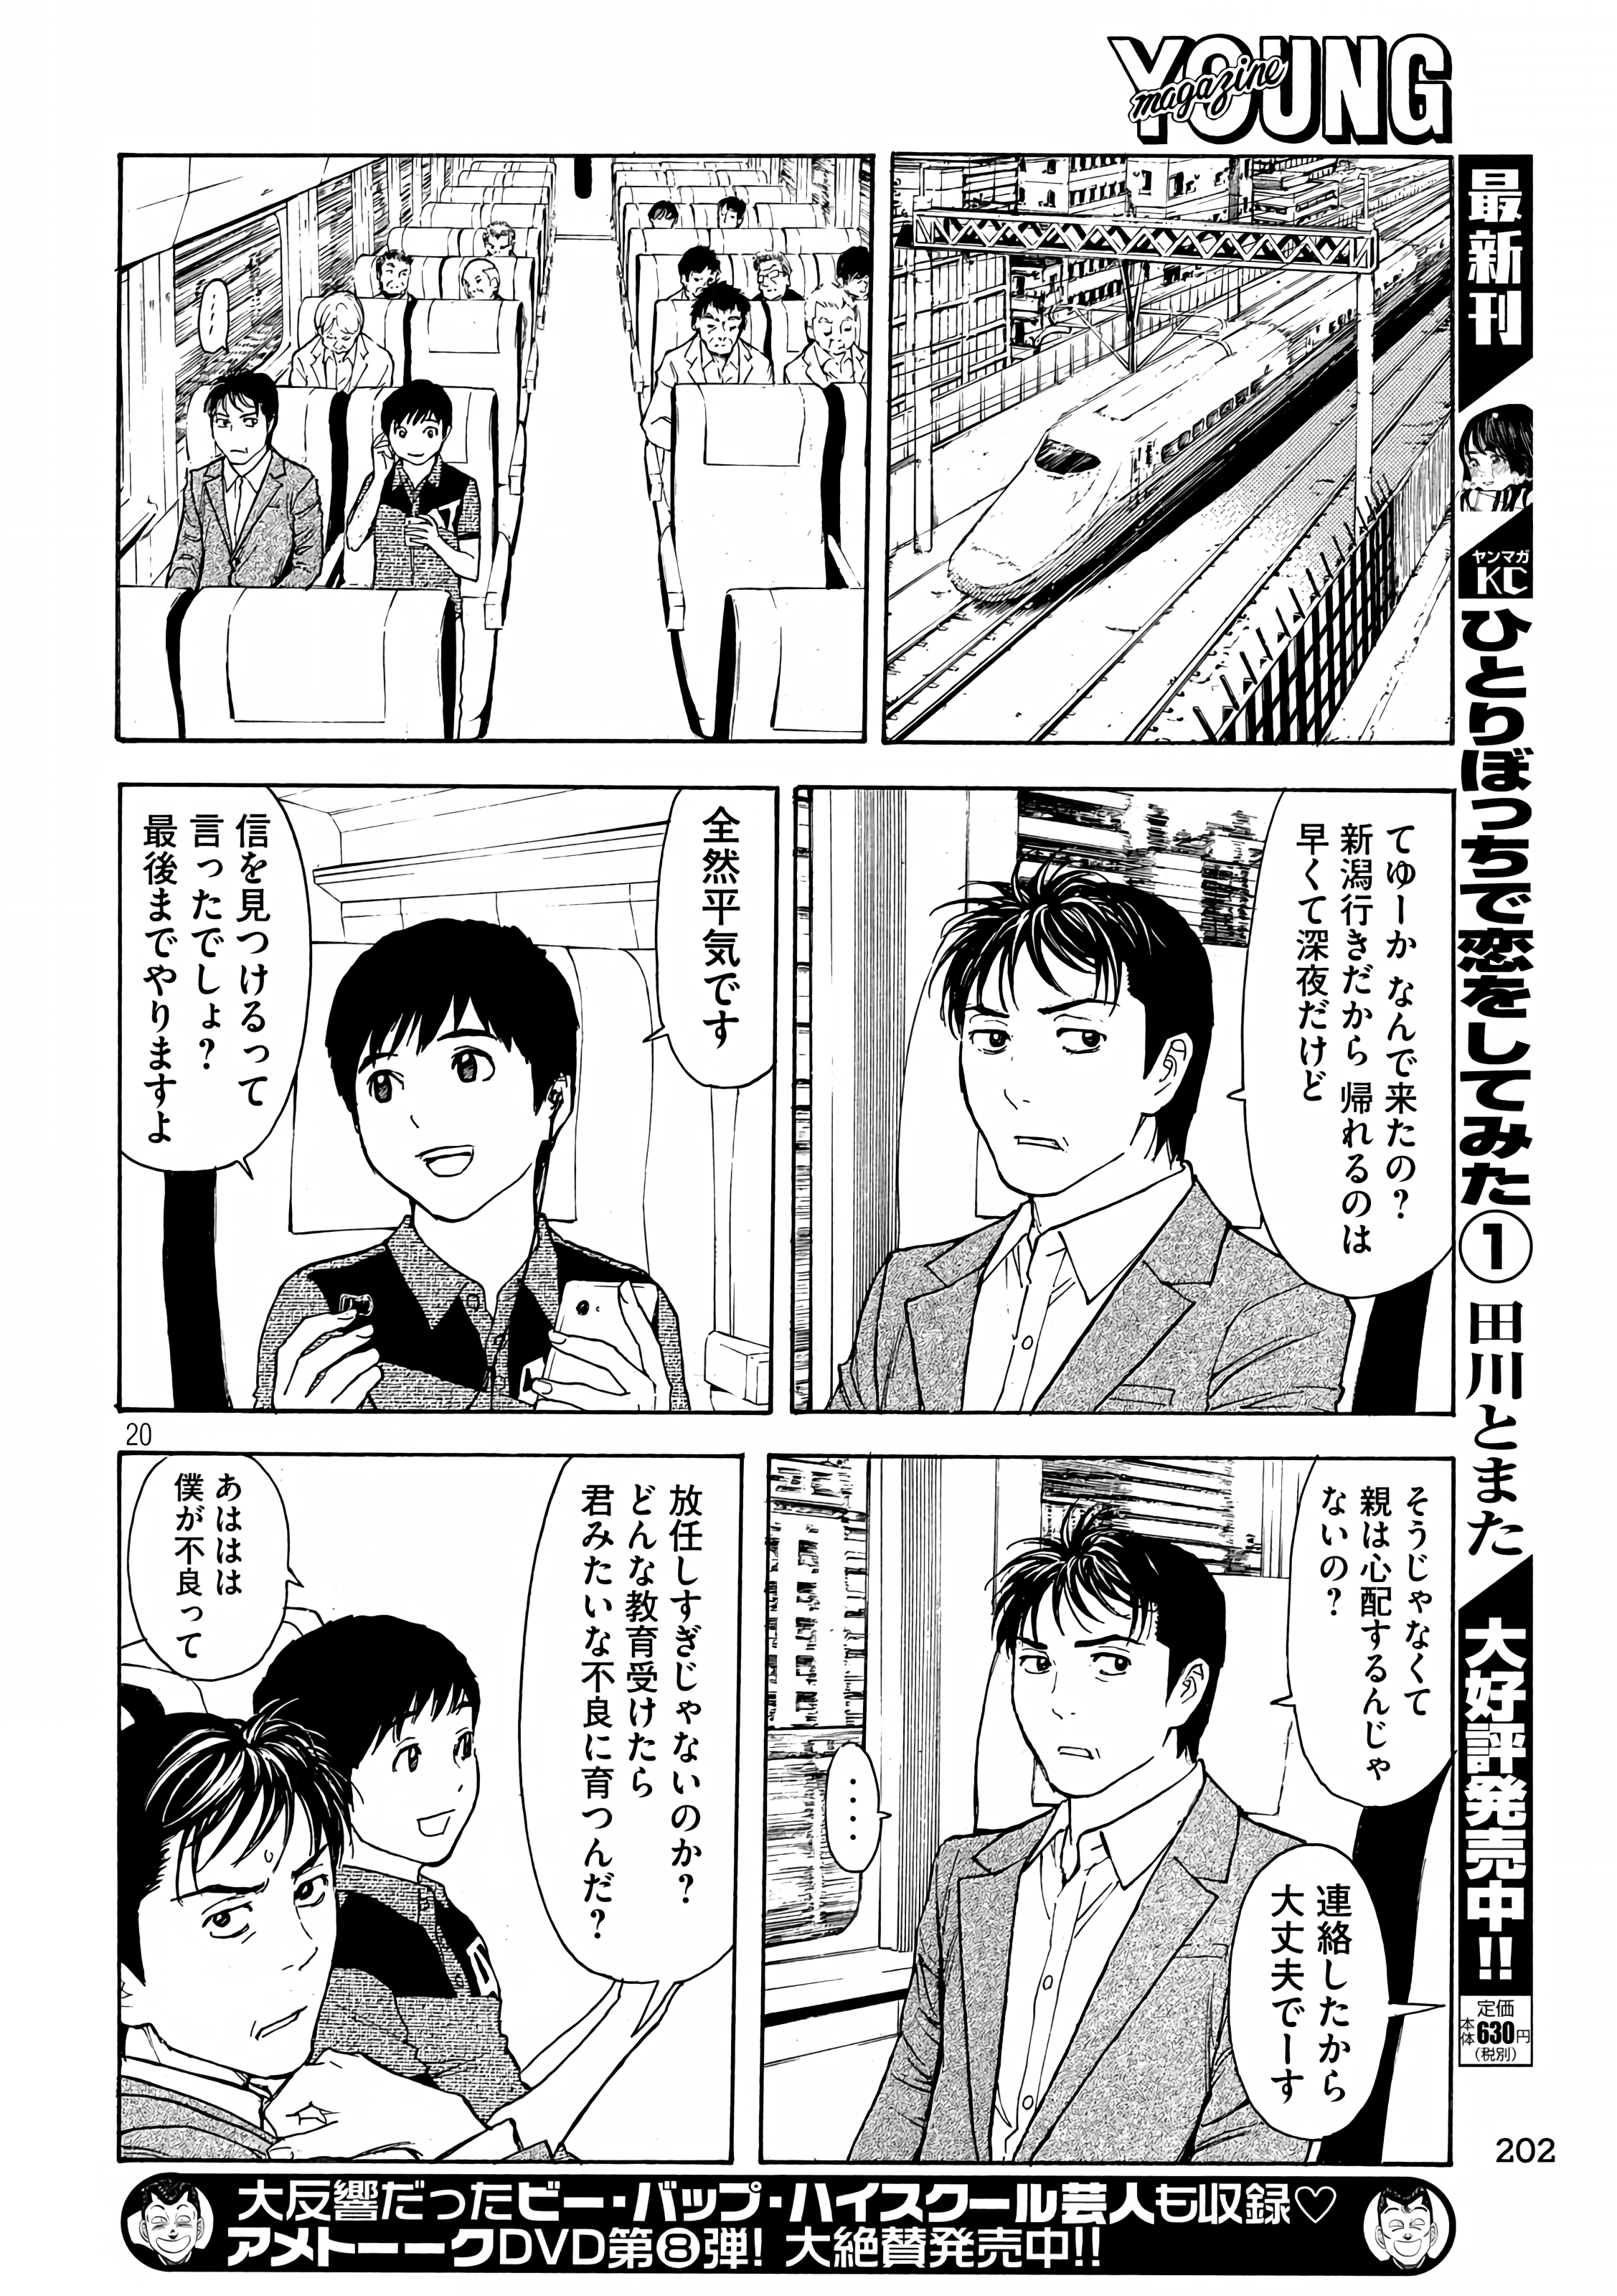 YOUNG
magazine
最新刊
ヤンマガ
KC
ひとりぼっちで恋をしてみた①
田川とまた
大好評発売中!!
定価
本体630円
(税別)
・・・・
てゆーか なんで来たの?
新潟行きだから 帰れるのは
早くて深夜だけど
全然平気です
信を見つけるって
言ったでしょ?
最後までやりますよ
20
そうじゃなくて
親は心配するんじゃ
ないの?
連絡したから
大丈夫でーす
・・・・
放任しすぎじゃないのか?
どんな教育受けたら
君みたいな不良に育つんだ?
あははは
僕が不良って
202
大反響だったビー・バップ・ハイスクール芸人も収録♡
アメトーークDVD第❽弾! 大絶賛発売中!!